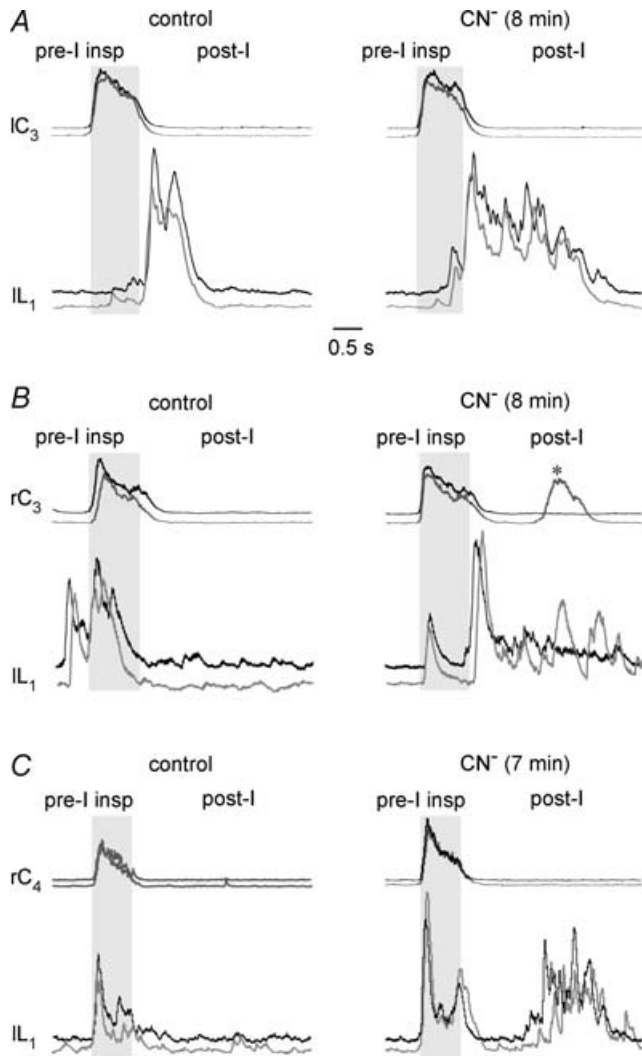 A
control
CN⁻ (8 min)
pre-I insp post-I
pre-I insp post-I
lC3
lL1
0.5 s
B
control
CN⁻ (8 min)
pre-I insp post-I
pre-I insp post-I
*
rC3
lL1
C
control
CN⁻ (7 min)
pre-I insp post-I
pre-I insp post-I
rC4
lL1